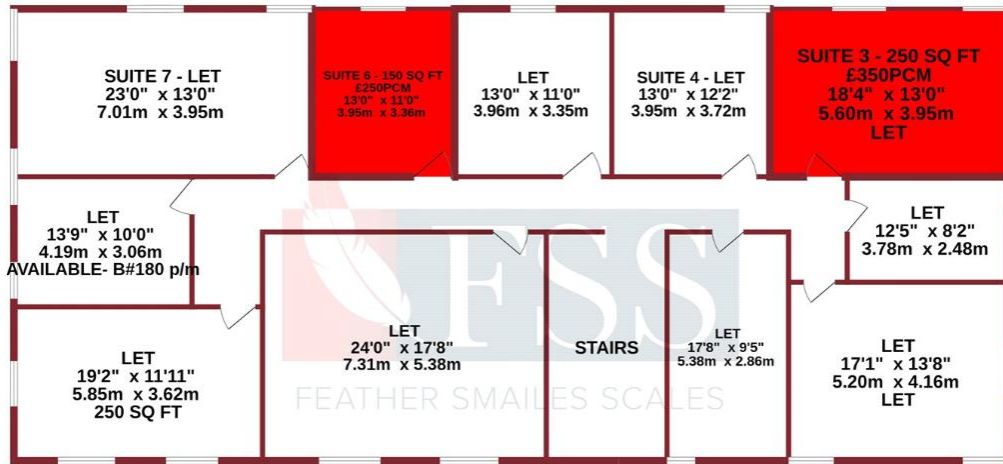 SUITE 7 - LET
23'0" x 13'0"
7.01m x 3.95m
SUITE 6 - 150 SQ FT
£250PCM
13'0" x 11'0"
3.95m x 3.36m
LET
13'0" x 11'0"
3.96m x 3.35m
SUITE 4 - LET
13'0" x 12'2"
3.95m x 3.72m
SUITE 3 - 250 SQ FT
£350PCM
18'4" x 13'0"
5.60m x 3.95m
LET
LET
13'9" x 10'0"
4.19m x 3.06m
AVAILABLE- B#180 p/m
LET
12'5" x 8'2"
3.78m x 2.48m
FSS
FEATHER SMAILES SCALES
LET
19'2" x 11'11"
5.85m x 3.62m
250 SQ FT
LET
24'0" x 17'8"
7.31m x 5.38m
STAIRS
LET
17'8" x 9'5"
5.38m x 2.86m
LET
17'1" x 13'8"
5.20m x 4.16m
LET